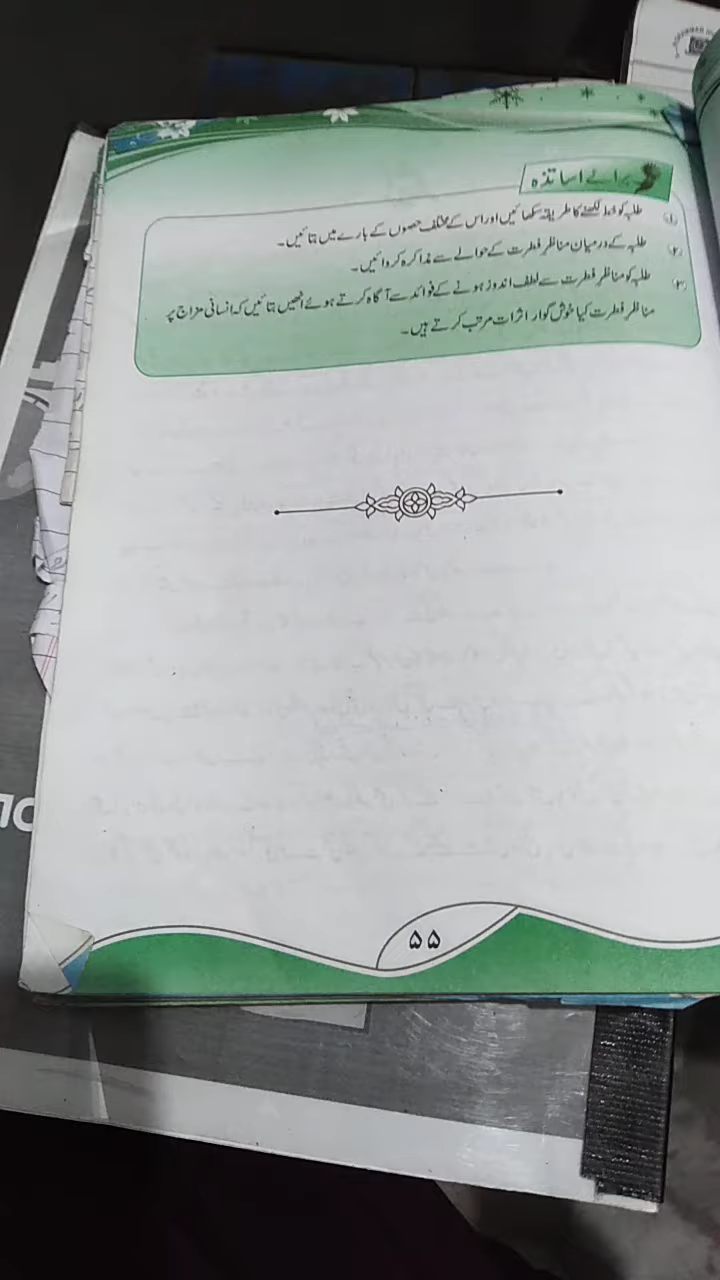 برائے اساتذہ
۱۔ طلبہ کو خط لکھنے کا طریقہ سکھائیں اور اس کے مختلف حصوں کے بارے میں بتائیں۔
۲۔ طلبہ کے درمیان مناظر فطرت کے حوالے سے مذاکرہ کروائیں۔
۳۔ طلبہ کو مناظر فطرت سے لطف اندوز ہونے کے فوائد سے آگاہ کرتے ہوئے انھیں بتائیں کہ انسانی مزاج پر
مناظر فطرت کیا خوش گوار اثرات مرتب کرتے ہیں۔
۵۵